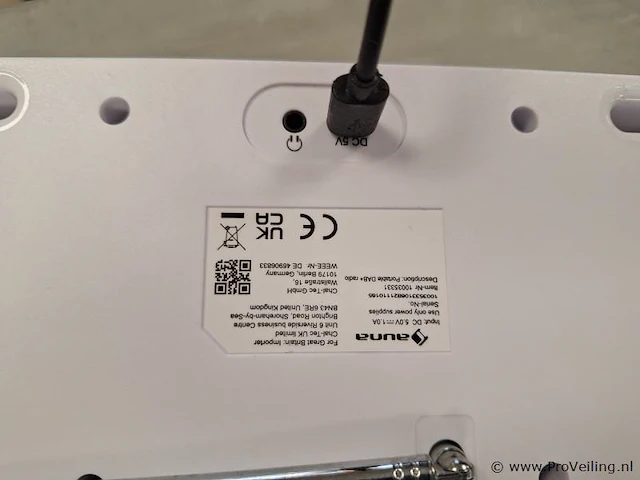 auna
Input: DC 5.0V⎓1.0A
Use only power supplies
Serial-No.
Item-Nr 10035331
Description: Portable DAB+ radio
For Great Britain: Importer
Chal-Tec UK limited
Unit 6 Riverside business Centre
Brighton Road, Shoreham-by-Sea
BN43 6RE, United Kingdom
Chal-Tec GmbH
Wallstraße 16,
10179 Berlin, Germany
WEEE-Nr: DE 45906833
CE
UK
CA
DC 5V
© www.ProVeiling.nl